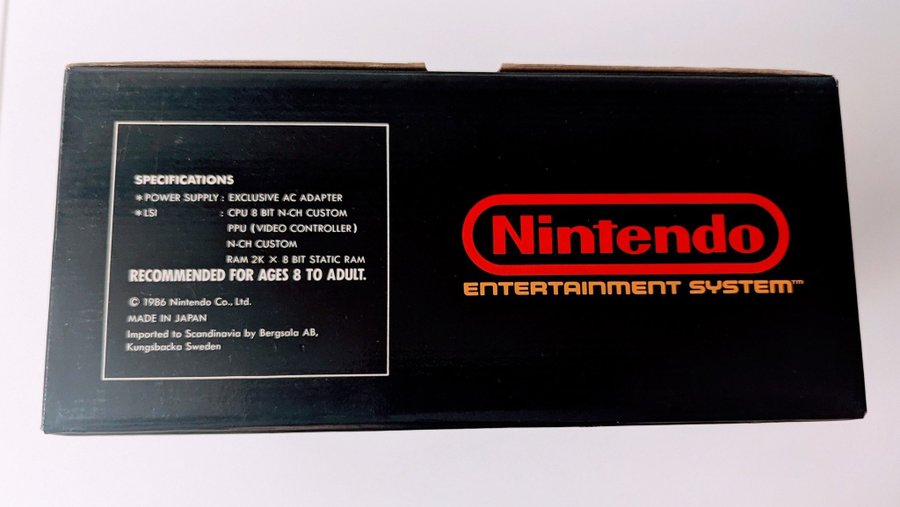 SPECIFICATIONS
* POWER SUPPLY : EXCLUSIVE AC ADAPTER
* LSI : CPU 8 BIT N-CH CUSTOM
PPU (VIDEO CONTROLLER)
N-CH CUSTOM
RAM 2K × 8 BIT STATIC RAM
RECOMMENDED FOR AGES 8 TO ADULT.
© 1986 Nintendo Co., Ltd.
MADE IN JAPAN
Imported to Scandinavia by Bergsala AB,
Kungsbacka Sweden
Nintendo
ENTERTAINMENT SYSTEM™